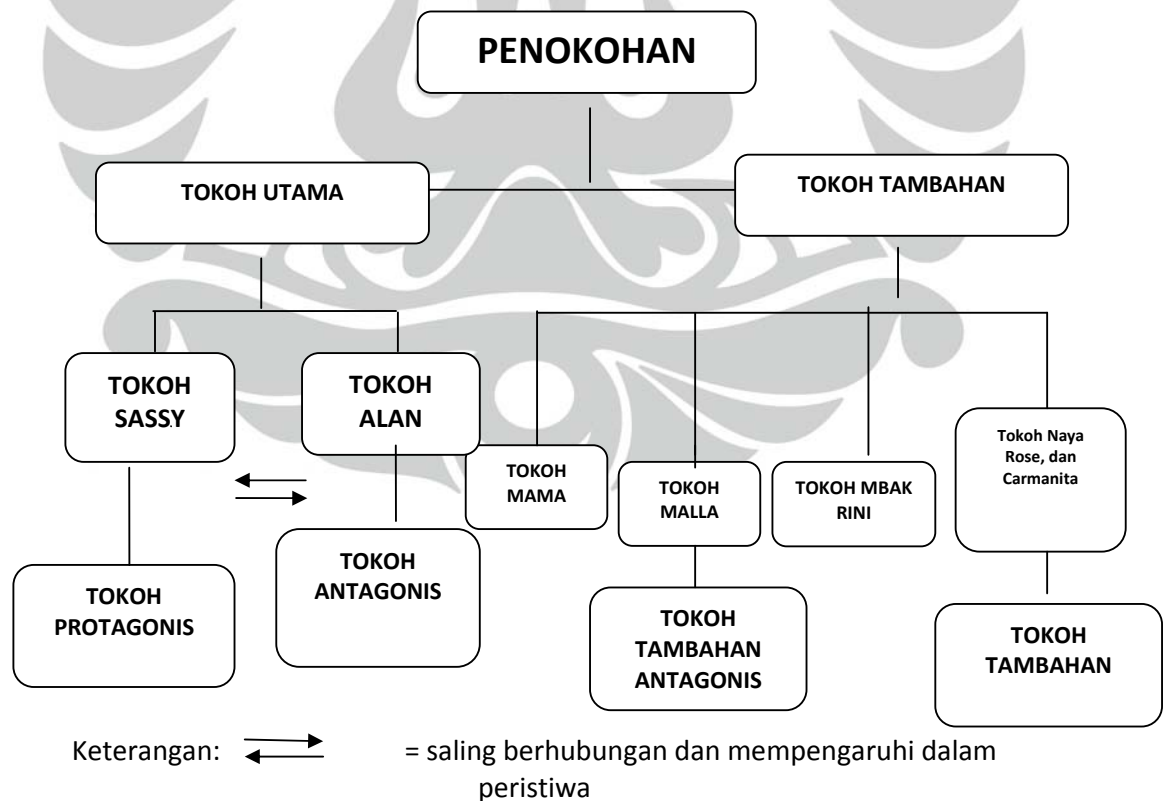 PENOKOHAN
TOKOH UTAMA
TOKOH TAMBAHAN
TOKOH
SASSY
TOKOH
ALAN
TOKOH
MAMA
TOKOH
MALLA
TOKOH MBAK
RINI
Tokoh Naya
Rose, dan
Carmanita
TOKOH
PROTAGONIS
TOKOH
ANTAGONIS
TOKOH
TAMBAHAN
ANTAGONIS
TOKOH
TAMBAHAN
Keterangan: = saling berhubungan dan mempengaruhi dalam
peristiwa